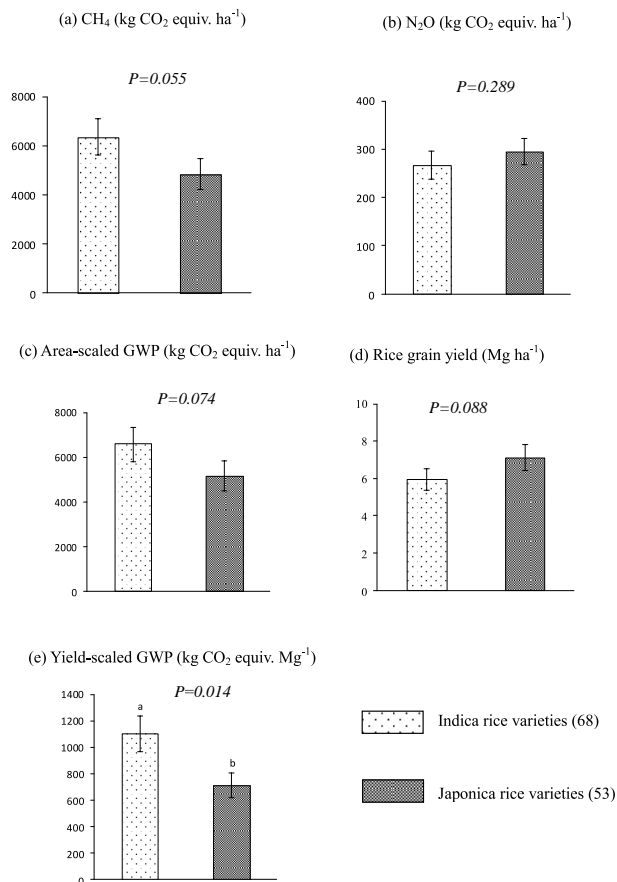 (a) CH₄ (kg CO₂ equiv. ha⁻¹)
P=0.055
8000
6000
4000
2000
0
(b) N₂O (kg CO₂ equiv. ha⁻¹)
P=0.289
400
300
200
100
0
(c) Area-scaled GWP (kg CO₂ equiv. ha⁻¹)
P=0.074
8000
6000
4000
2000
0
(d) Rice grain yield (Mg ha⁻¹)
P=0.088
10
8
6
4
2
0
(e) Yield-scaled GWP (kg CO₂ equiv. Mg⁻¹)
P=0.014
1400
1200
1000
800
600
400
200
0
a
b
Indica rice varieties (68)
Japonica rice varieties (53)